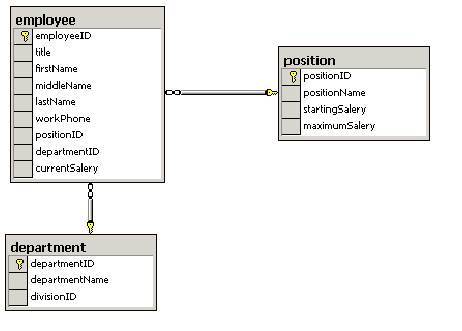 employee
employeeID
title
firstName
middleName
lastName
workPhone
positionID
departmentID
currentSalery
position
positionID
positionName
startingSalery
maximumSalery
department
departmentID
departmentName
divisionID